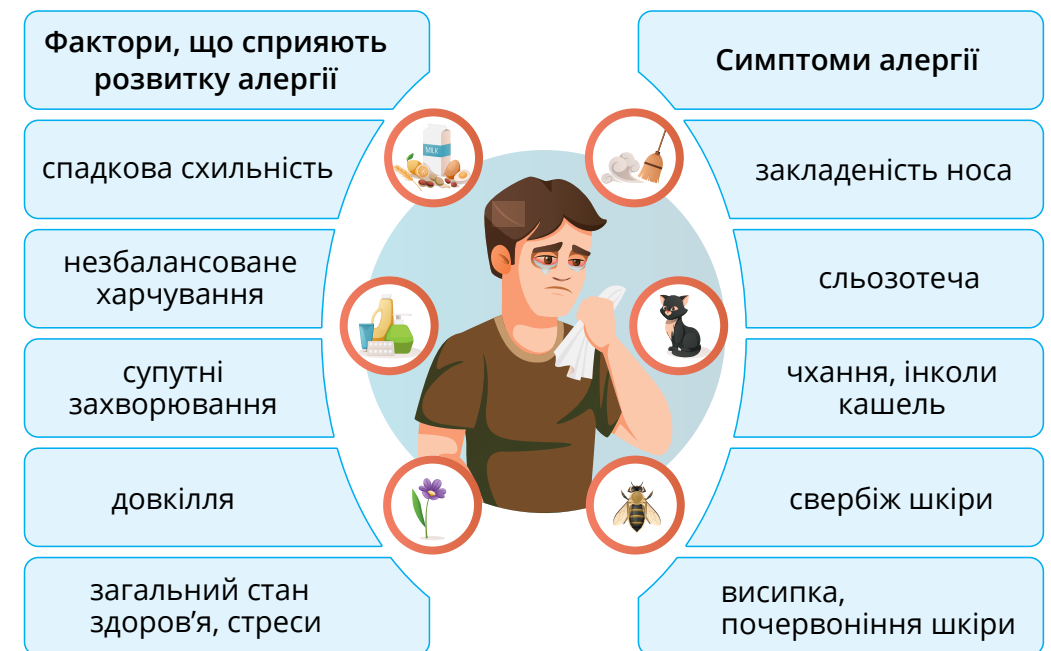 Фактори, що сприяють
розвитку алергії
спадкова схильність
незбалансоване
харчування
супутні
захворювання
довкілля
загальний стан
здоров’я, стреси
MILK
Симптоми алергії
закладеність носа
сльозотеча
чхання, інколи
кашель
свербіж шкіри
висипка,
почервоніння шкіри